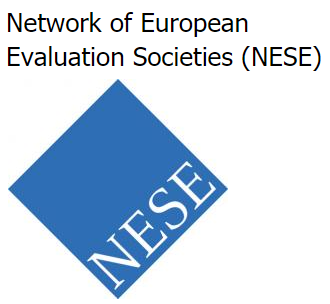 Network of European
Evaluation Societies (NESE)
NESE